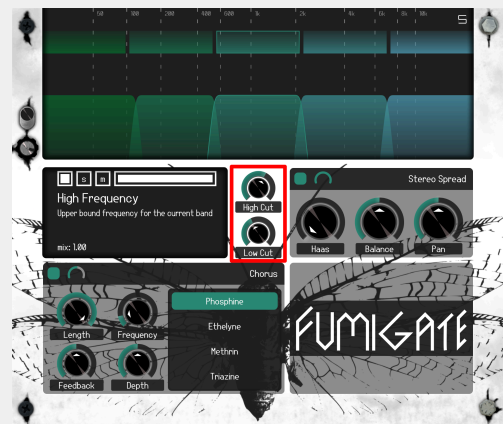 60 100 200 400 600 1k 2k 4k 6k 8k 10k
S
s m
High Frequency
Upper bound frequency for the current band
mix: 1.00
High Cut
Low Cut
Stereo Spread
Haas Balance Pan
Chorus
Length Frequency
Feedback Depth
Phosphine
Ethelyne
Methrin
Triazine
FUMIGATE